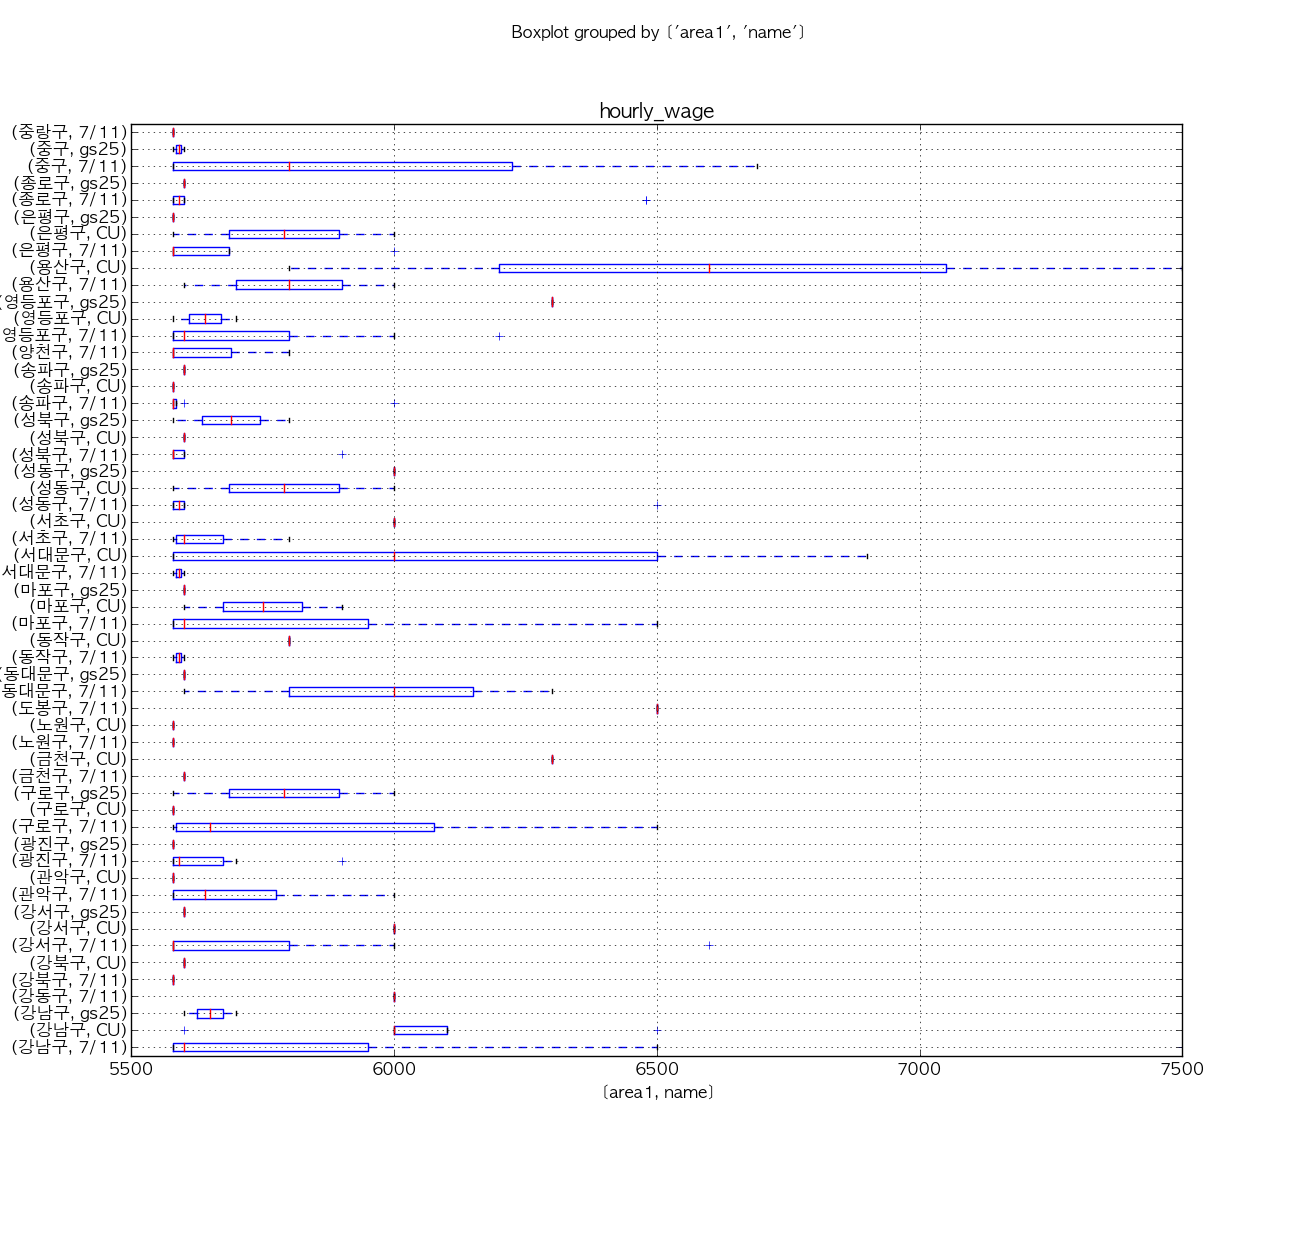 Boxplot grouped by ['area1', 'name']
hourly_wage
(중랑구, 7/11)
(중구, gs25)
(중구, 7/11)
(종로구, gs25)
(종로구, 7/11)
(은평구, gs25)
(은평구, CU)
(은평구, 7/11)
(용산구, CU)
(용산구, 7/11)
(영등포구, gs25)
(영등포구, CU)
영등포구, 7/11)
(양천구, 7/11)
(송파구, gs25)
(송파구, CU)
(송파구, 7/11)
(성북구, gs25)
(성북구, CU)
(성북구, 7/11)
(성동구, gs25)
(성동구, CU)
(성동구, 7/11)
(서초구, CU)
(서초구, 7/11)
(서대문구, CU)
서대문구, 7/11)
(마포구, gs25)
(마포구, CU)
(마포구, 7/11)
(동작구, CU)
(동작구, 7/11)
(동대문구, gs25)
동대문구, 7/11)
(도봉구, 7/11)
(노원구, CU)
(노원구, 7/11)
(금천구, CU)
(금천구, 7/11)
(구로구, gs25)
(구로구, CU)
(구로구, 7/11)
(광진구, gs25)
(광진구, 7/11)
(관악구, CU)
(관악구, 7/11)
(강서구, gs25)
(강서구, CU)
(강서구, 7/11)
(강북구, CU)
(강북구, 7/11)
(강동구, 7/11)
(강남구, gs25)
(강남구, CU)
(강남구, 7/11)
5500 6000 6500 7000 7500
[area1, name]